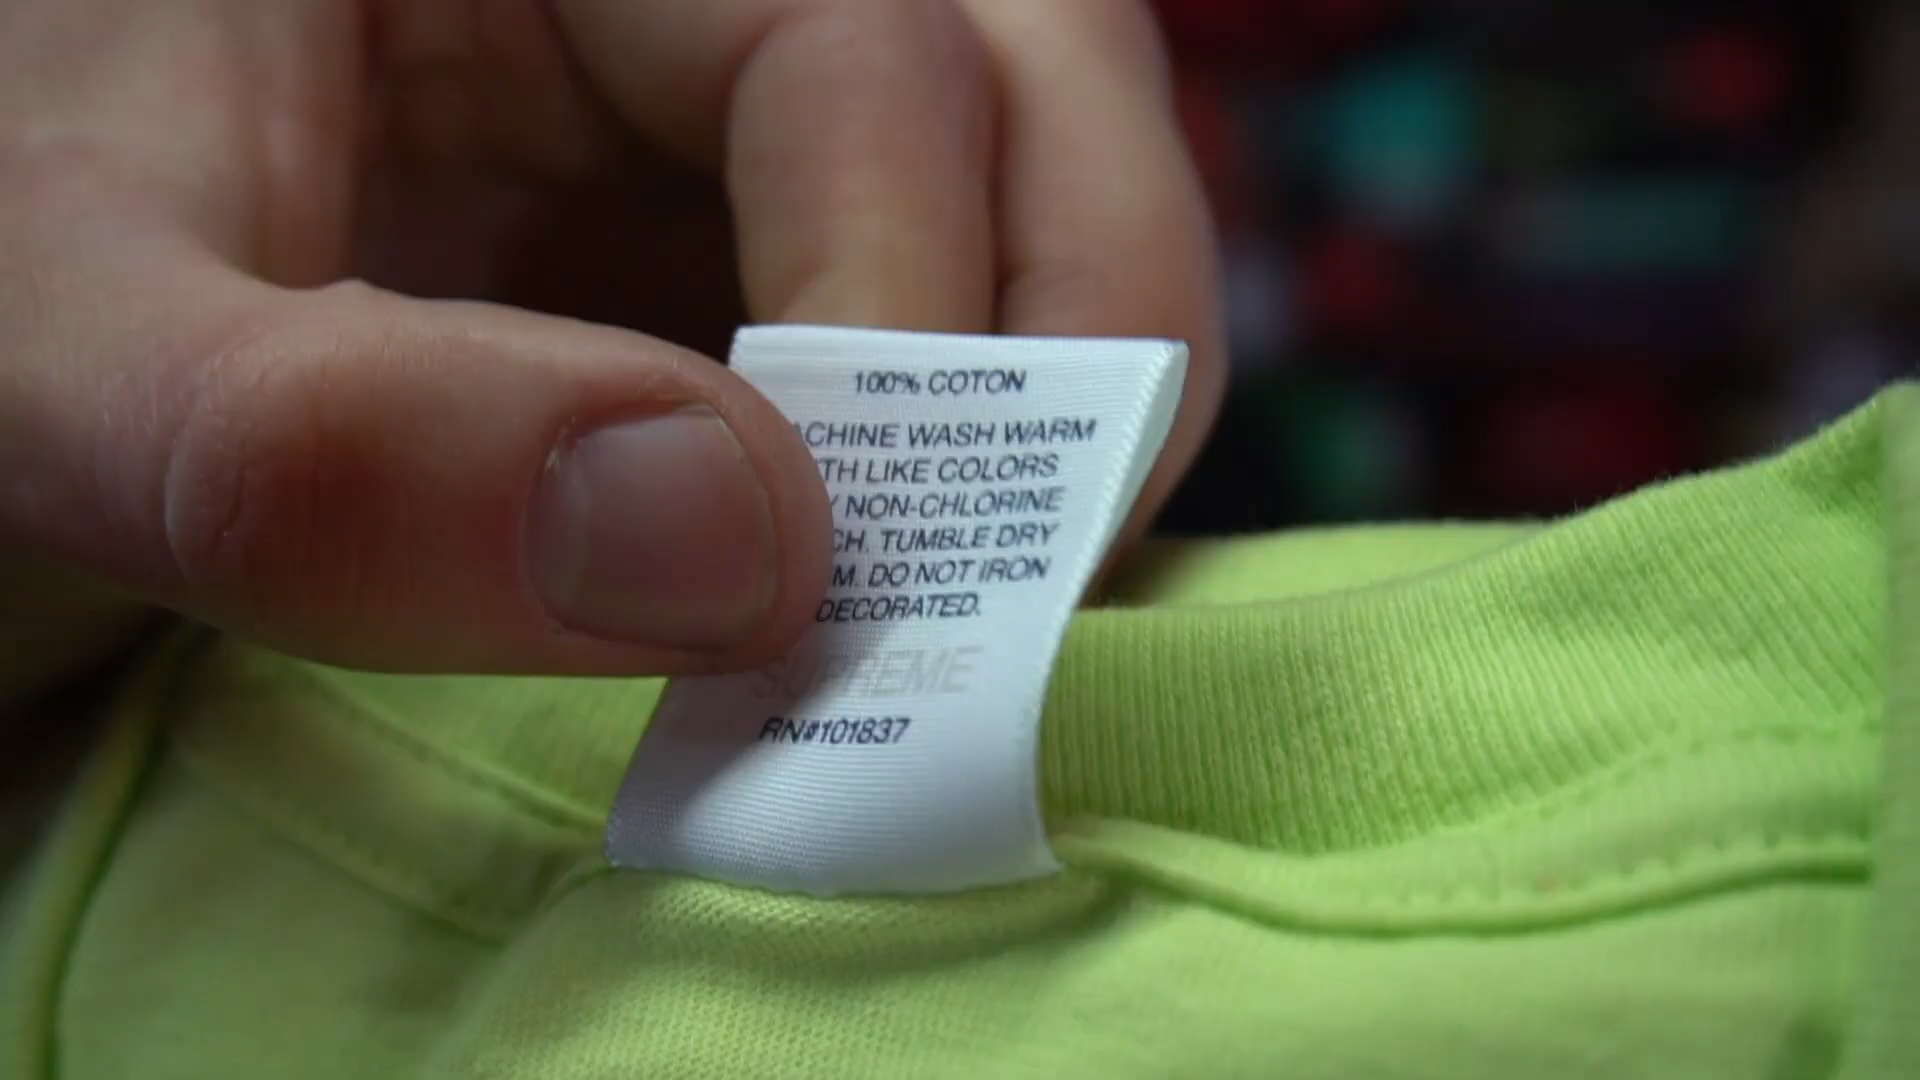 100% COTON
ACHINE WASH WARM
TH LIKE COLORS
Y NON-CHLORINE
CH. TUMBLE DRY
M. DO NOT IRON
DECORATED.
SUPREME
RN#101837